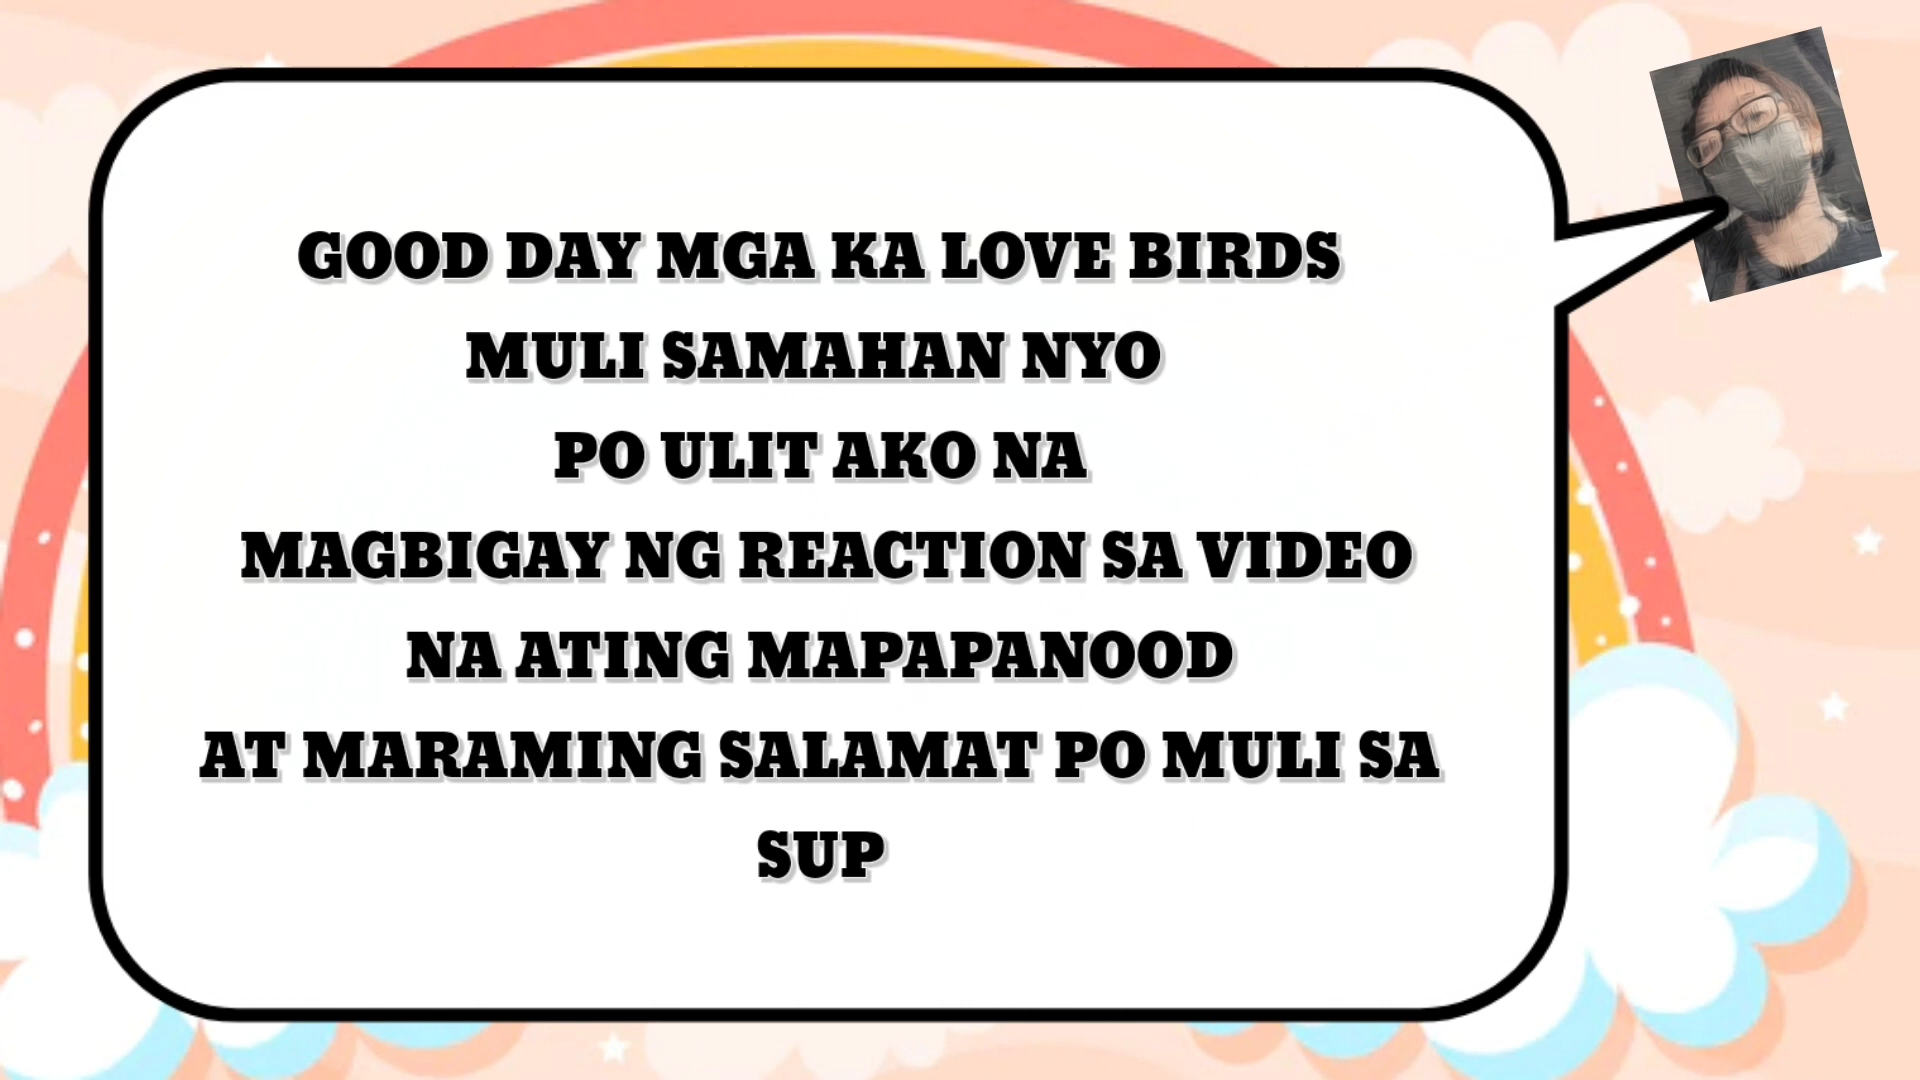 GOOD DAY MGA KA LOVE BIRDS
MULI SAMAHAN NYO
PO ULIT AKO NA
MAGBIGAY NG REACTION SA VIDEO
NA ATING MAPAPANOOD
AT MARAMING SALAMAT PO MULI SA
SUP